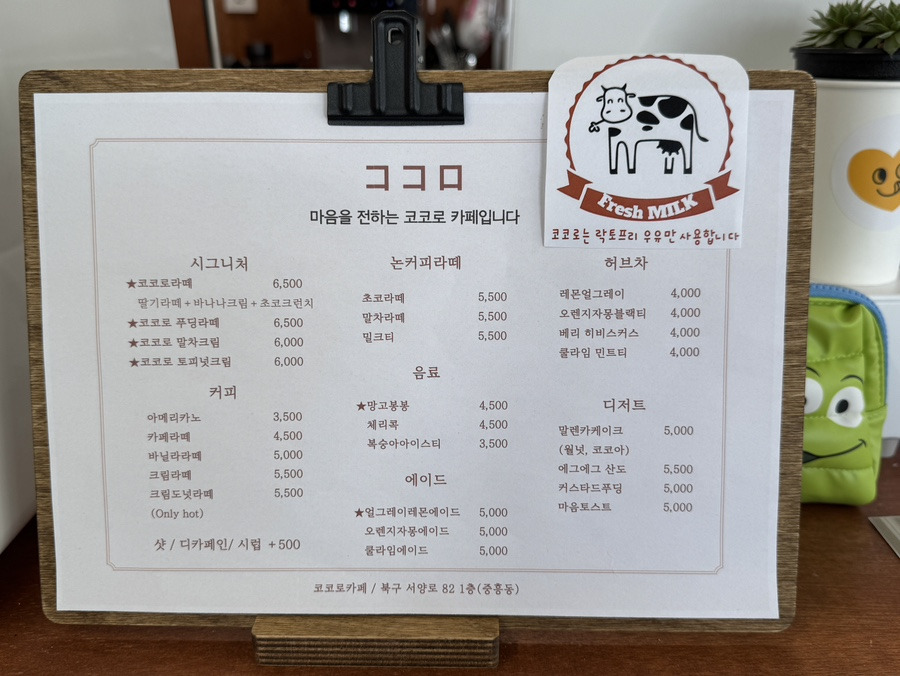 ココロ
마음을 전하는 코코로 카페입니다
Fresh MILK
코코로는 락토프리 우유만 사용합니다
시그니처
★코코로라떼 6,500
딸기라떼+바나나크림+초코크런치
★코코로 푸딩라떼 6,500
★코코로 말차크림 6,000
★코코로 토피넛크림 6,000
커피
아메리카노 3,500
카페라떼 4,500
바닐라라떼 5,000
크림라떼 5,500
크림도넛라떼 5,500
(Only hot)
샷 / 디카페인/ 시럽 +500
논커피라떼
초코라떼 5,500
말차라떼 5,500
밀크티 5,500
음료
★망고봉봉 4,500
체리콕 4,500
복숭아아이스티 3,500
에이드
★얼그레이레몬에이드 5,000
오렌지자몽에이드 5,000
쿨라임에이드 5,000
허브차
레몬얼그레이 4,000
오렌지자몽블랙티 4,000
베리 히비스커스 4,000
쿨라임 민트티 4,000
디저트
말렌카케이크 5,000
(월넛, 코코아)
에그에그 산도 5,500
커스타드푸딩 5,000
마음토스트 5,000
코코로카페 / 북구 서양로 82 1층(중흥동)